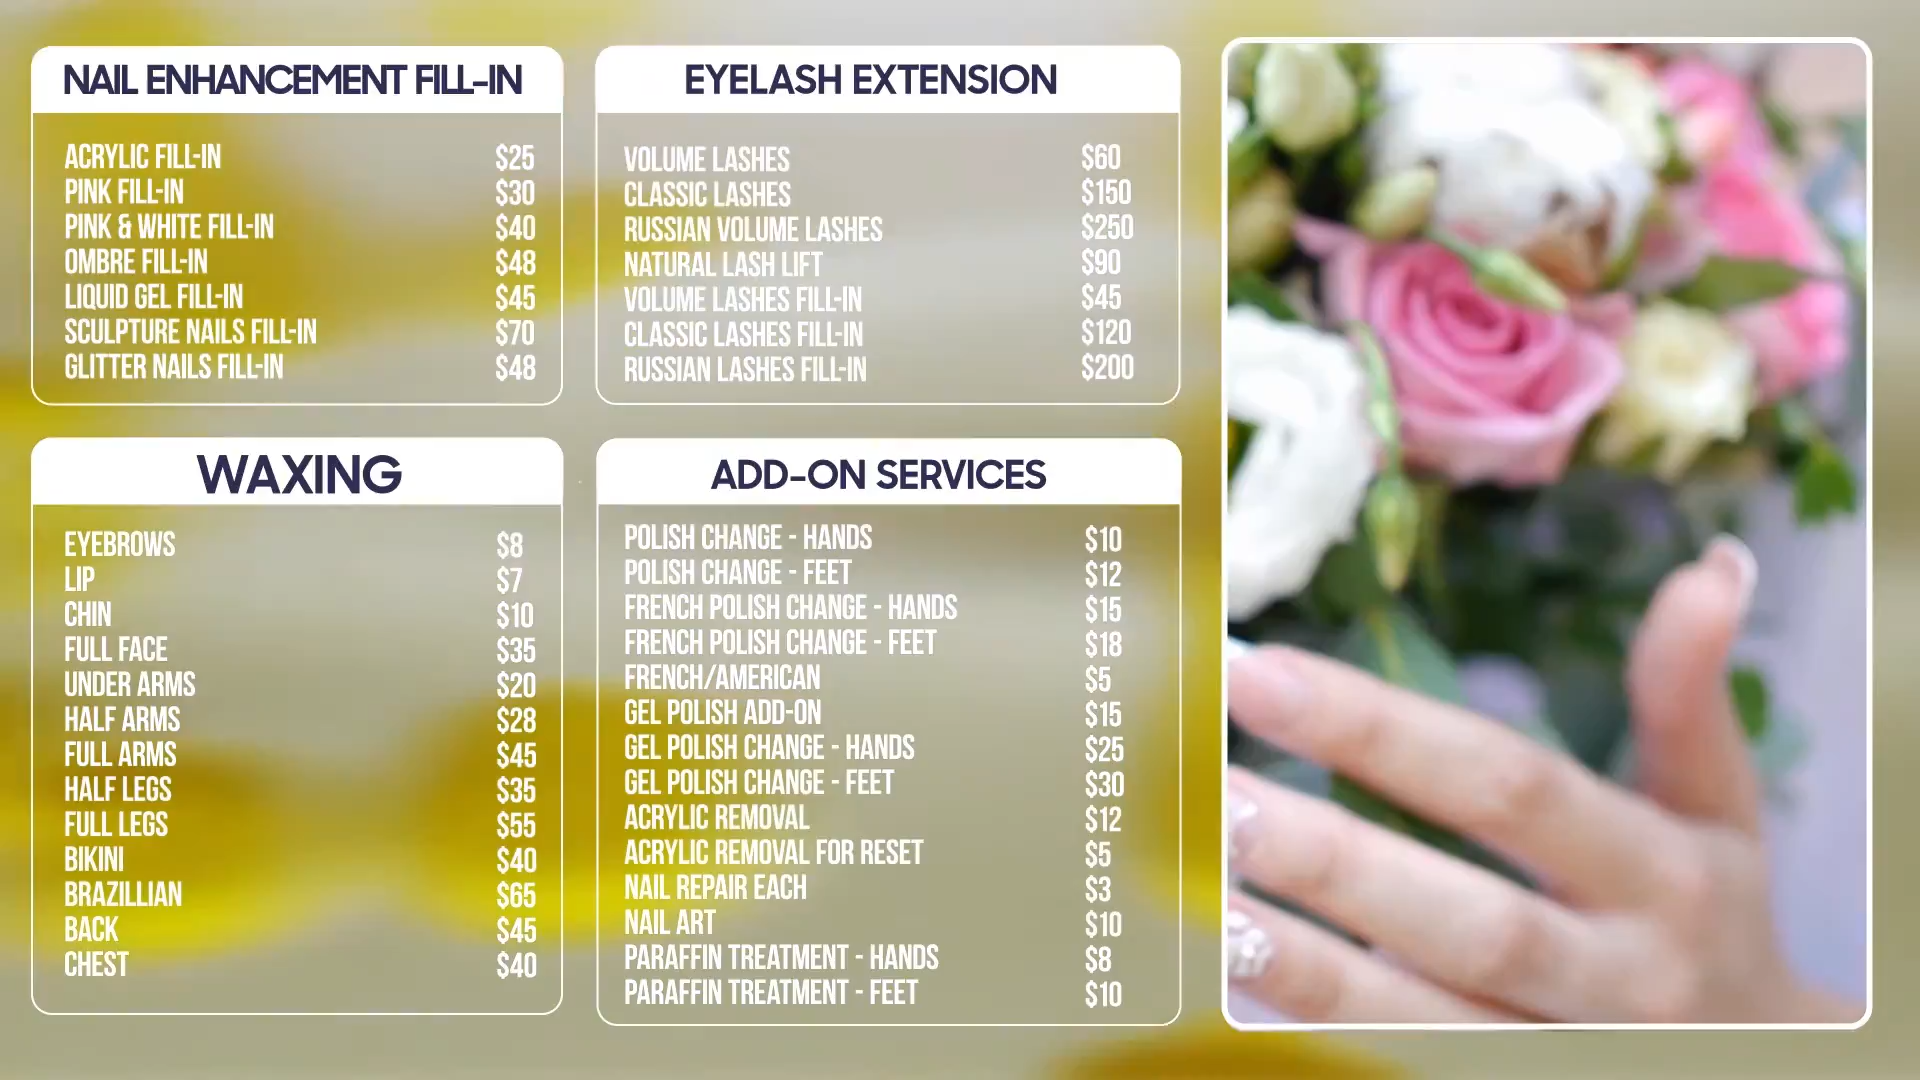 NAIL ENHANCEMENT FILL-IN
ACRYLIC FILL-IN $25
PINK FILL-IN $30
PINK & WHITE FILL-IN $40
OMBRE FILL-IN $48
LIQUID GEL FILL-IN $45
SCULPTURE NAILS FILL-IN $70
GLITTER NAILS FILL-IN $48
EYELASH EXTENSION
VOLUME LASHES $60
CLASSIC LASHES $150
RUSSIAN VOLUME LASHES $250
NATURAL LASH LIFT $90
VOLUME LASHES FILL-IN $45
CLASSIC LASHES FILL-IN $120
RUSSIAN LASHES FILL-IN $200
WAXING
EYEBROWS $8
LIP $7
CHIN $10
FULL FACE $35
UNDER ARMS $20
HALF ARMS $28
FULL ARMS $45
HALF LEGS $35
FULL LEGS $55
BIKINI $40
BRAZILLIAN $65
BACK $45
CHEST $40
ADD-ON SERVICES
POLISH CHANGE - HANDS $10
POLISH CHANGE - FEET $12
FRENCH POLISH CHANGE - HANDS $15
FRENCH POLISH CHANGE - FEET $18
FRENCH/AMERICAN $5
GEL POLISH ADD-ON $15
GEL POLISH CHANGE - HANDS $25
GEL POLISH CHANGE - FEET $30
ACRYLIC REMOVAL $12
ACRYLIC REMOVAL FOR RESET $5
NAIL REPAIR EACH $3
NAIL ART $10
PARAFFIN TREATMENT - HANDS $8
PARAFFIN TREATMENT - FEET $10